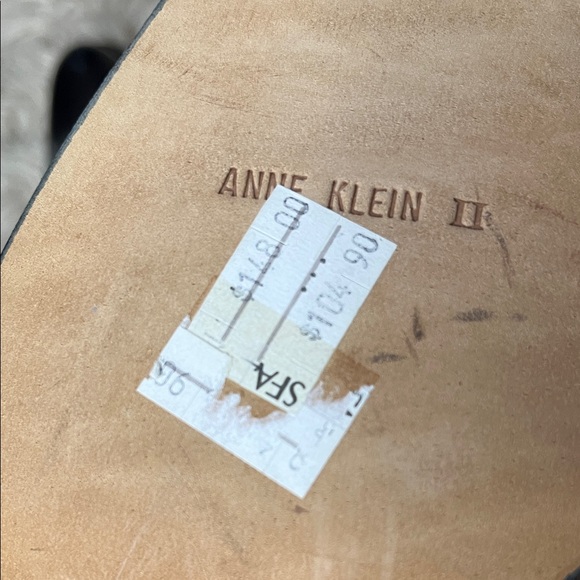 ANNE KLEIN II
$148 00
$104 90
SFA